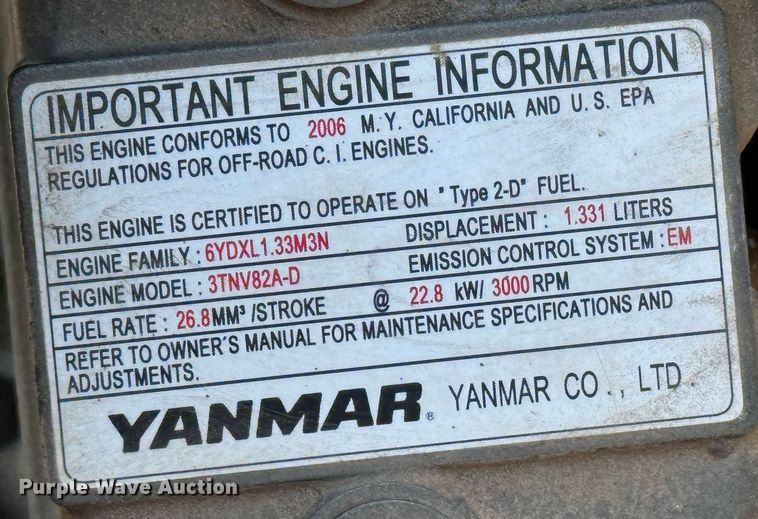 IMPORTANT ENGINE INFORMATION
THIS ENGINE CONFORMS TO 2006 M.Y. CALIFORNIA AND U.S. EPA
REGULATIONS FOR OFF-ROAD C.I. ENGINES.
THIS ENGINE IS CERTIFIED TO OPERATE ON "Type 2-D" FUEL.
ENGINE FAMILY : 6YDXL1.33M3N DISPLACEMENT : 1.331 LITERS
ENGINE MODEL : 3TNV82A-D EMISSION CONTROL SYSTEM : EM
FUEL RATE : 26.8MM³/STROKE @ 22.8 kW/ 3000RPM
REFER TO OWNER'S MANUAL FOR MAINTENANCE SPECIFICATIONS AND
ADJUSTMENTS.
YANMAR® YANMAR CO., LTD.
Purple Wave Auction